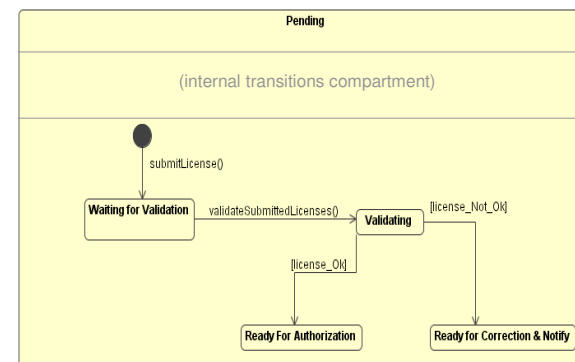 Pending
(internal transitions compartment)
submitLicense()
Waiting for Validation
validateSubmittedLicenses()
Validating
[license_Not_Ok]
[license_Ok]
Ready For Authorization
Ready for Correction & Notify